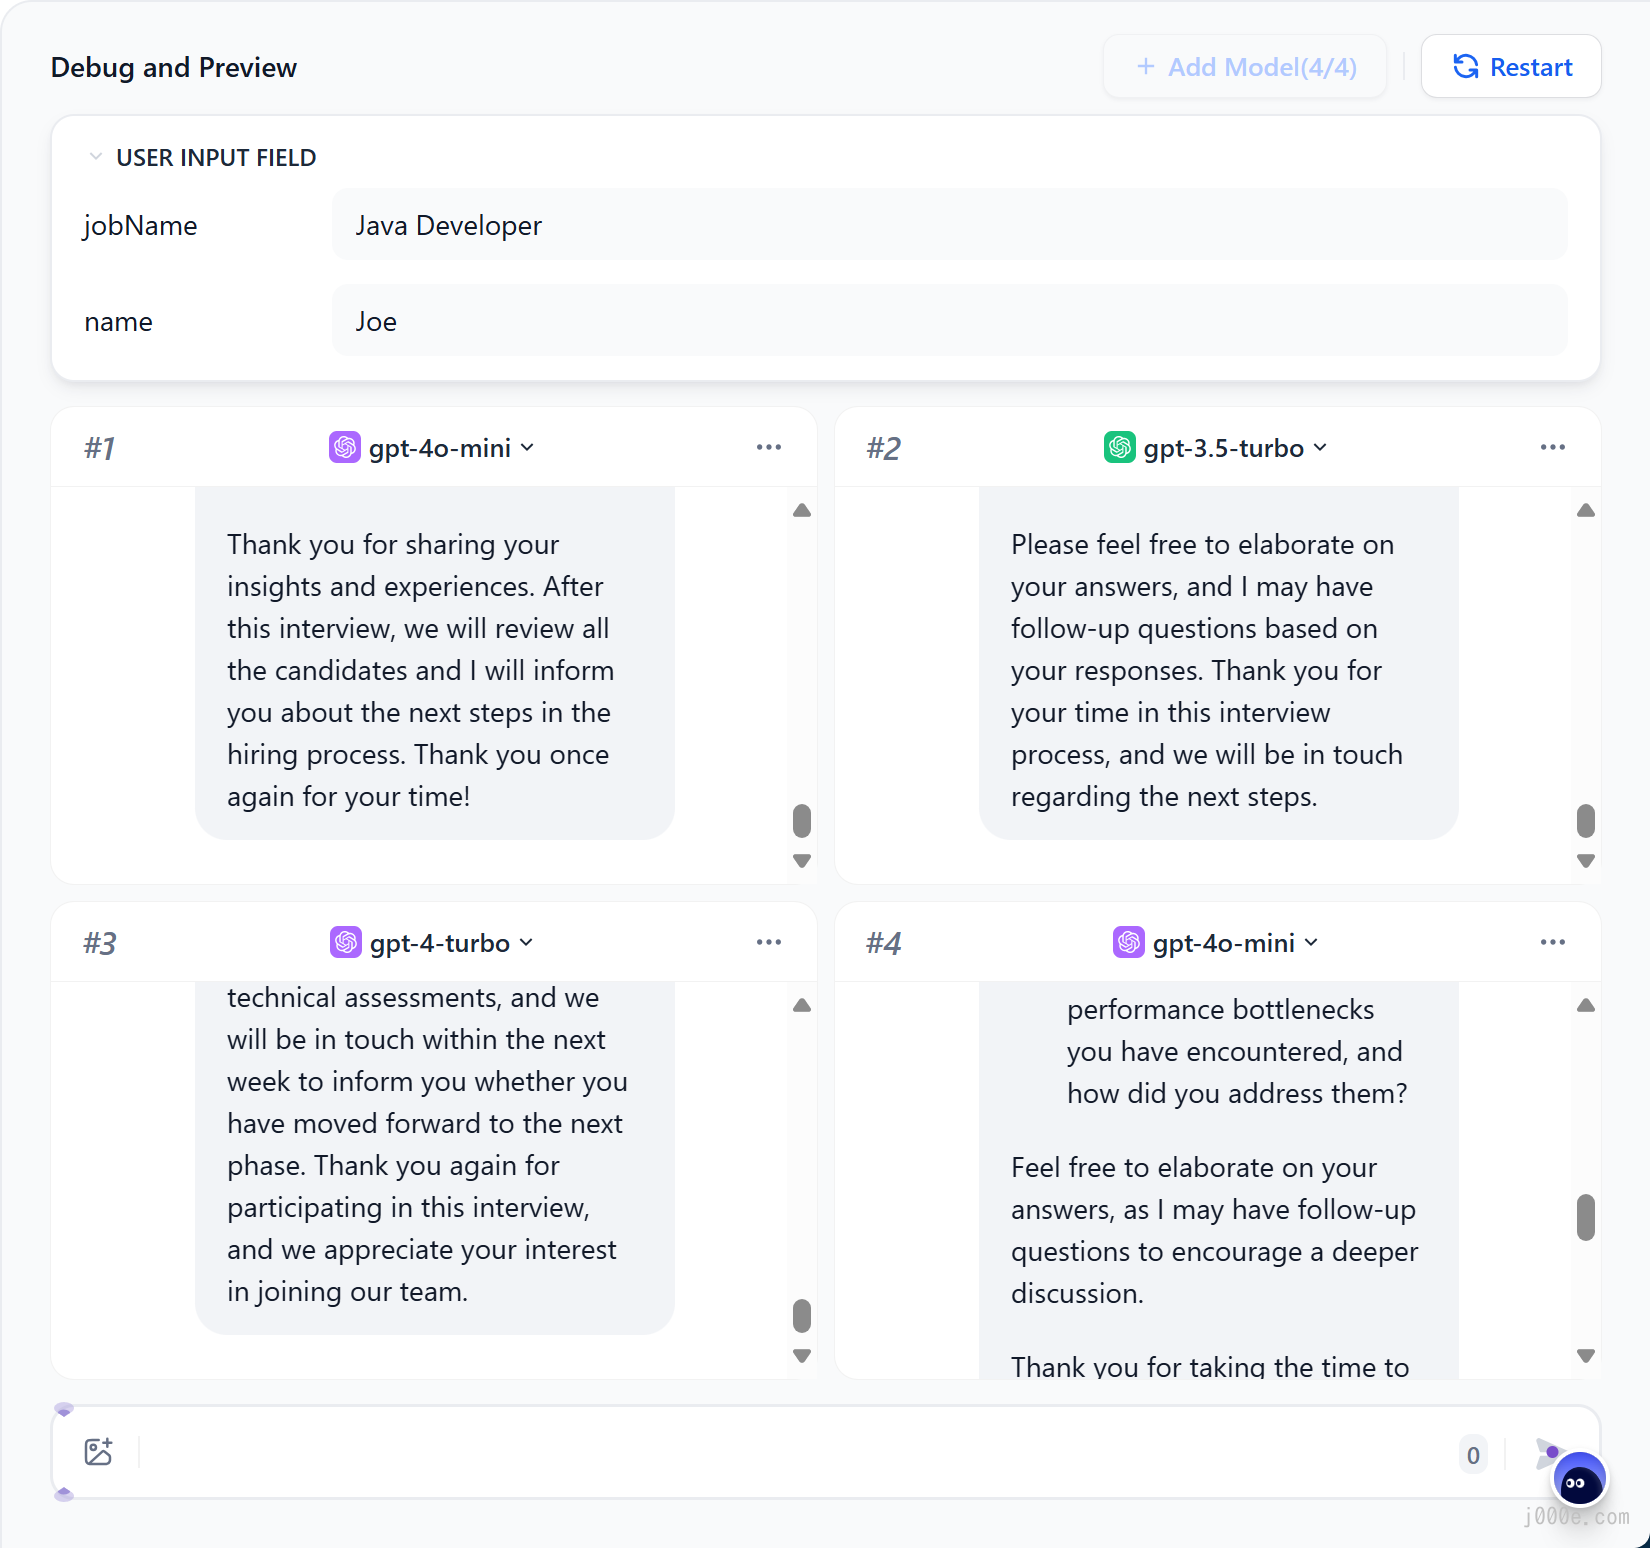 Debug and Preview
+ Add Model(4/4)
Restart
USER INPUT FIELD
jobName
Java Developer
name
Joe
#1
gpt-4o-mini
Thank you for sharing your
insights and experiences. After
this interview, we will review all
the candidates and I will inform
you about the next steps in the
hiring process. Thank you once
again for your time!
#2
gpt-3.5-turbo
Please feel free to elaborate on
your answers, and I may have
follow-up questions based on
your responses. Thank you for
your time in this interview
process, and we will be in touch
regarding the next steps.
#3
gpt-4-turbo
technical assessments, and we
will be in touch within the next
week to inform you whether you
have moved forward to the next
phase. Thank you again for
participating in this interview,
and we appreciate your interest
in joining our team.
#4
gpt-4o-mini
performance bottlenecks
you have encountered, and
how did you address them?
Feel free to elaborate on your
answers, as I may have follow-up
questions to encourage a deeper
discussion.
Thank you for taking the time to
0
j000e.com